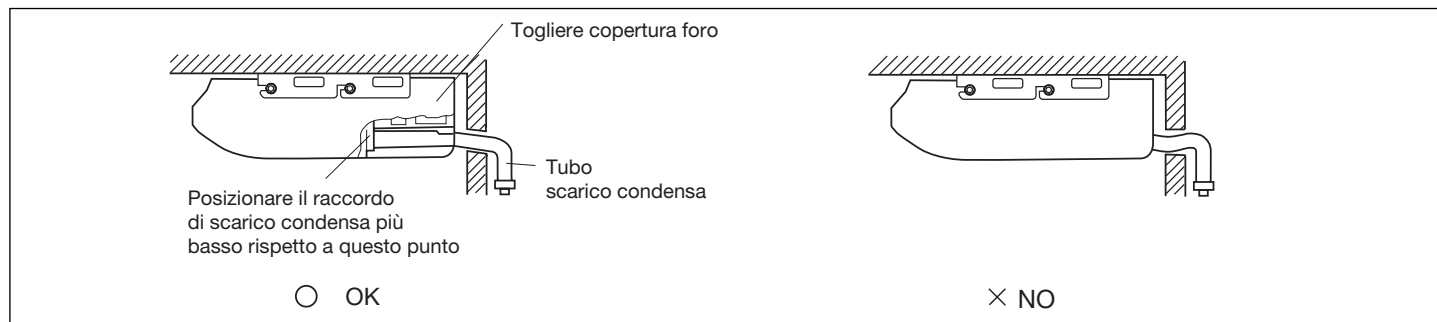 Togliere copertura foro
Tubo
scarico condensa
Posizionare il raccordo
di scarico condensa più
basso rispetto a questo punto
OK
NO